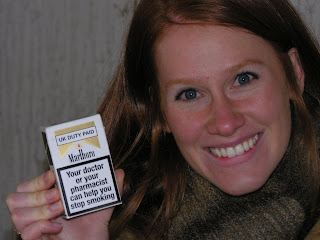 UK DUTY PAID
Marlboro
Your doctor
or your
pharmacist
can help you
stop smoking